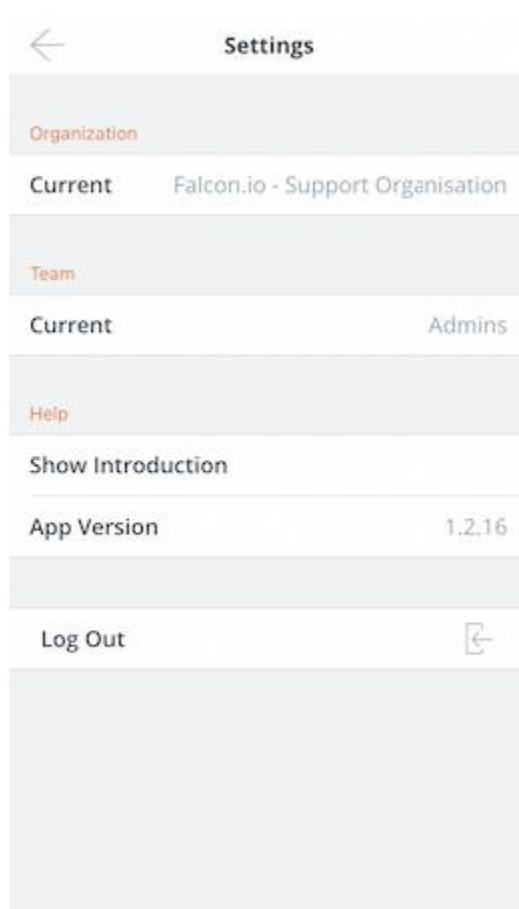 Settings
Organization
Current Falcon.io - Support Organisation
Team
Current Admins
Help
Show Introduction
App Version 1.2.16
Log Out